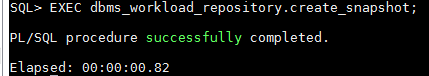 SQL> EXEC dbms_workload_repository.create_snapshot;
PL/SQL procedure successfully completed.
Elapsed: 00:00:00.82